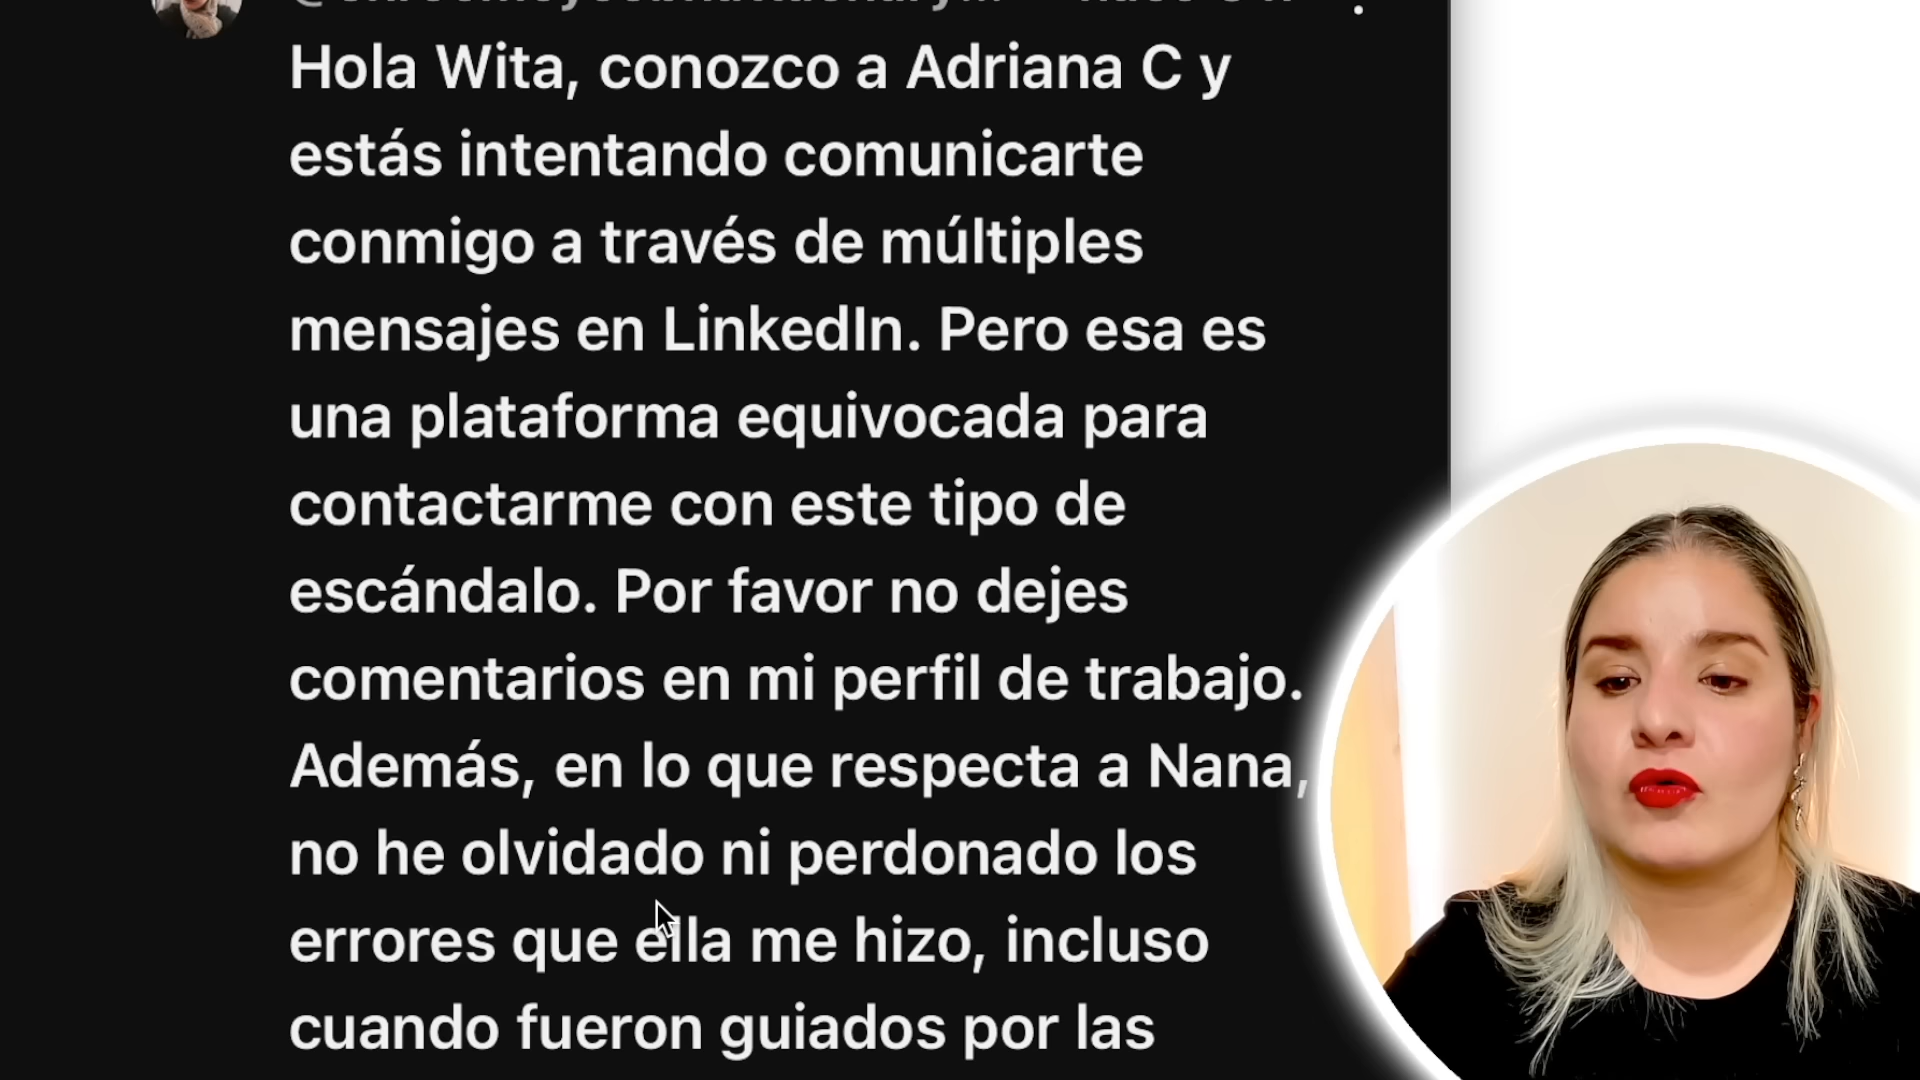 Hola Wita, conozco a Adriana C y
estás intentando comunicarte
conmigo a través de múltiples
mensajes en LinkedIn. Pero esa es
una plataforma equivocada para
contactarme con este tipo de
escándalo. Por favor no dejes
comentarios en mi perfil de trabajo.
Además, en lo que respecta a Nana,
no he olvidado ni perdonado los
errores que ella me hizo, incluso
cuando fueron guiados por las